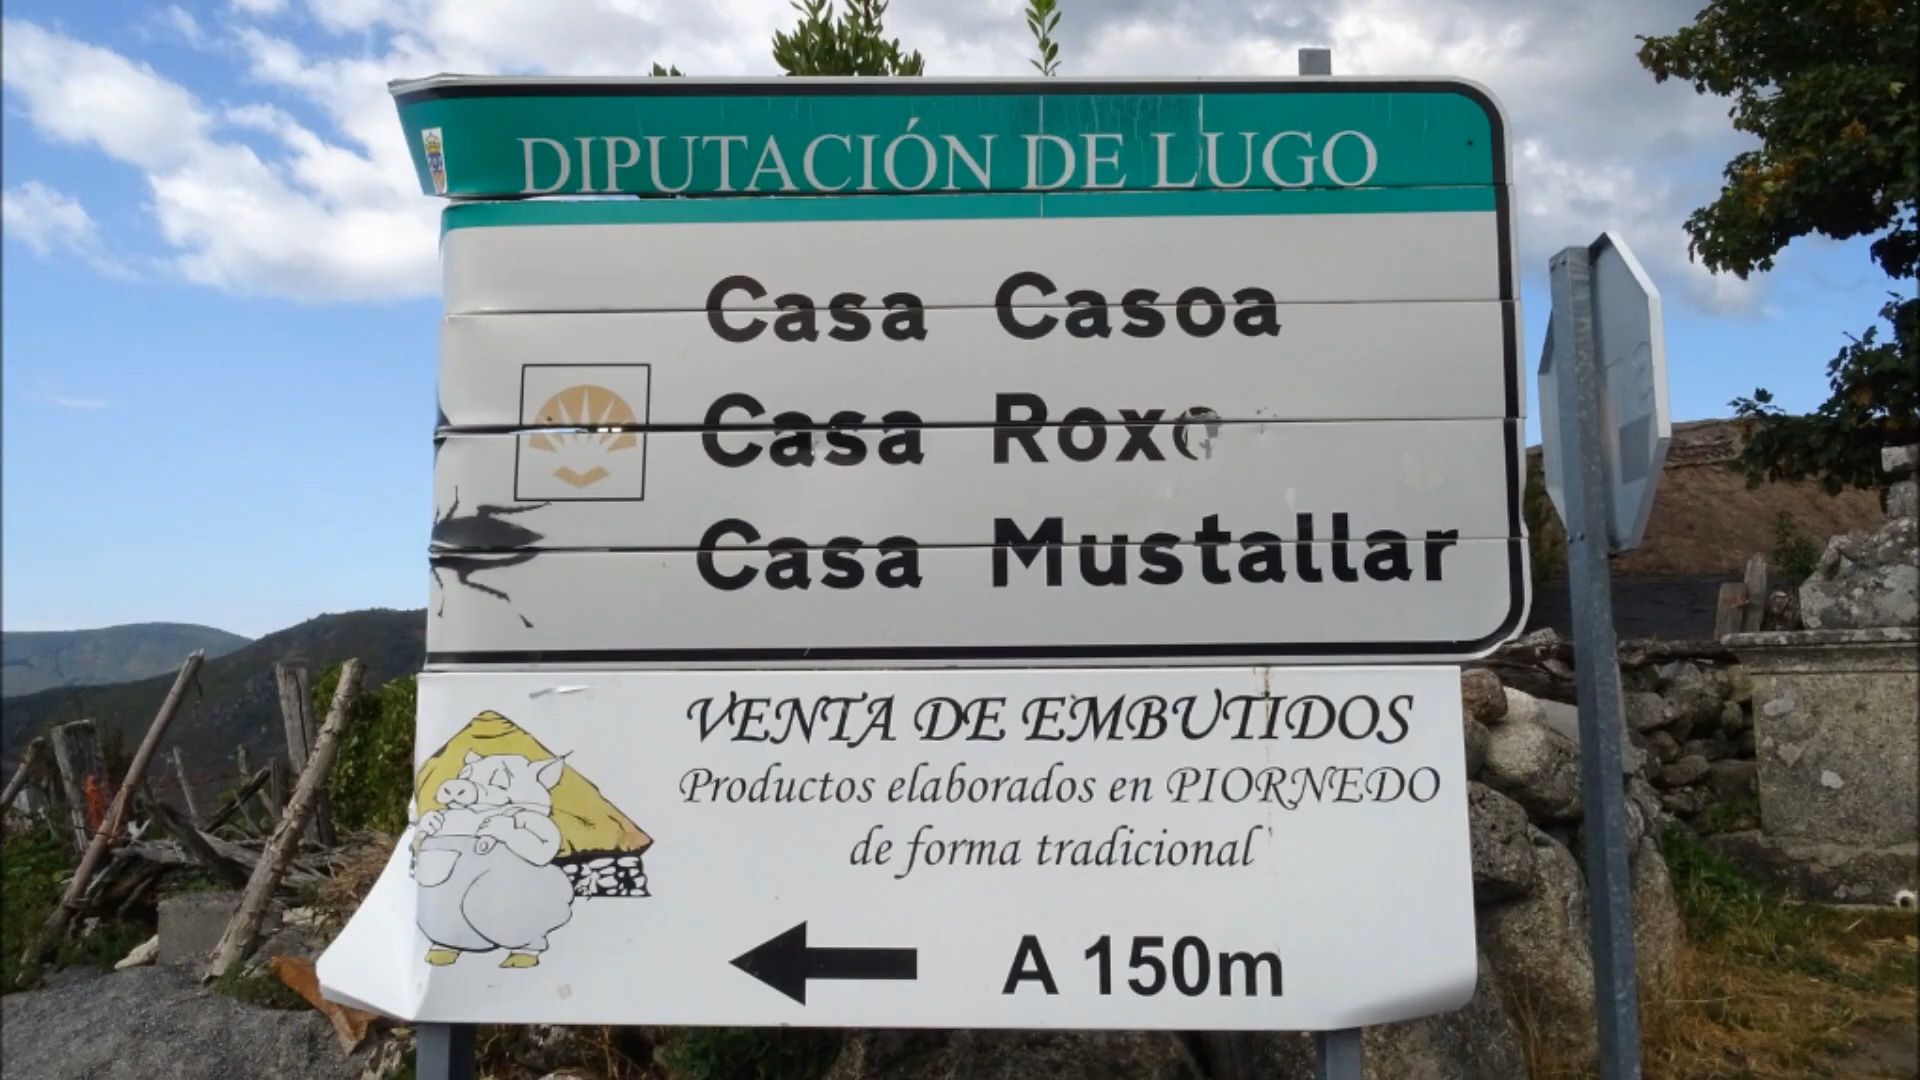 DIPUTACIÓN DE LUGO
Casa Casoa
Casa Roxo
Casa Mustallar
VENTA DE EMBUTIDOS
Productos elaborados en PIORNEDO
de forma tradicional
A 150m